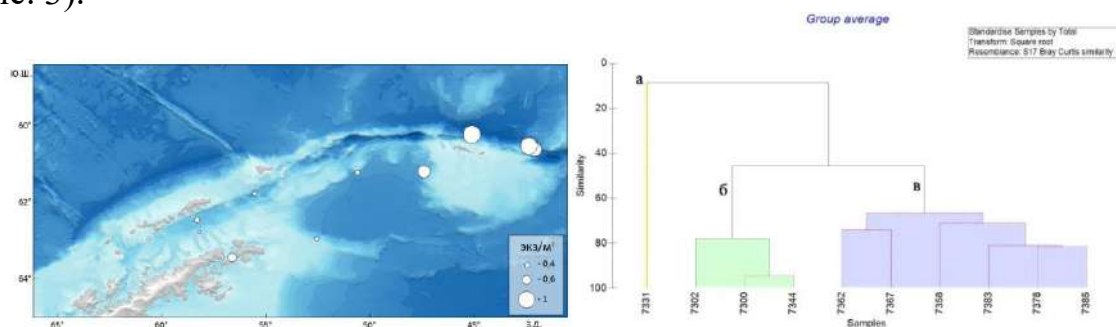 Group average
Standardise Samples by Total
Transform: Square root
Resemblance: S17 Bray Curtis similarity
Ю.Ш.
60°
62°
64°
65°
60°
55°
50°
45°
З.Д.
ЭКЗ/М²
- 0,4
- 0,6
- 1
Similarity
0
20
40
60
80
100
а
б
в
7331
7302
7300
7344
7362
7367
7358
7383
7378
7385
Samples